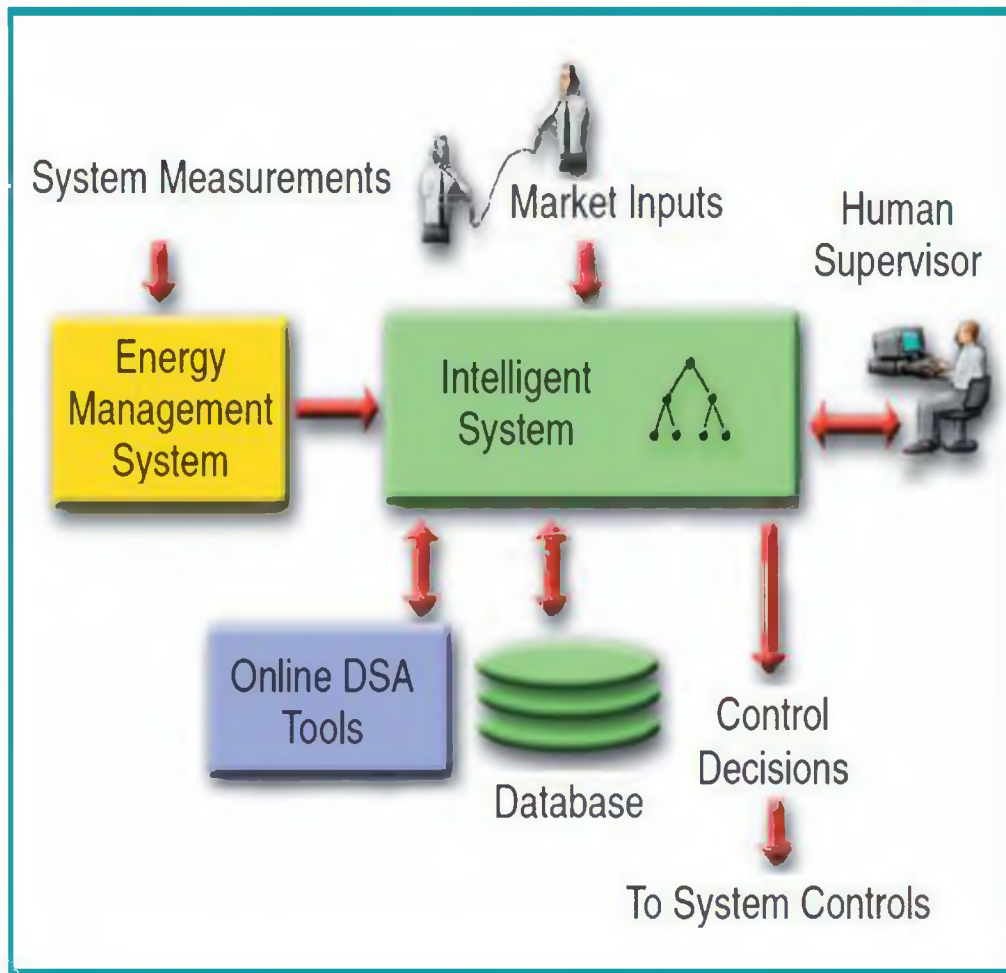 System Measurements
Market Inputs
Human
Supervisor
Energy
Management
System
Intelligent
System
Online DSA
Tools
Database
Control
Decisions
To System Controls